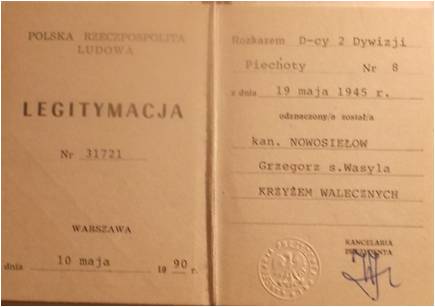 POLSKA RZECZPOSPOLITA
LUDOWA
LEGITYMACJA
Nr 31721
WARSZAWA
dnia 10 maja 1990 r.
Rozkazem D-cy 2 Dywizji
Piechoty Nr 8
z dnia 19 maja 1945 r.
odznaczony/a został/a
kan. NOWOSIEŁOW
Grzegorz s.Wasyla
KRZYŻEM WALECZNYCH
KANCELARIA
PREZYDENTA